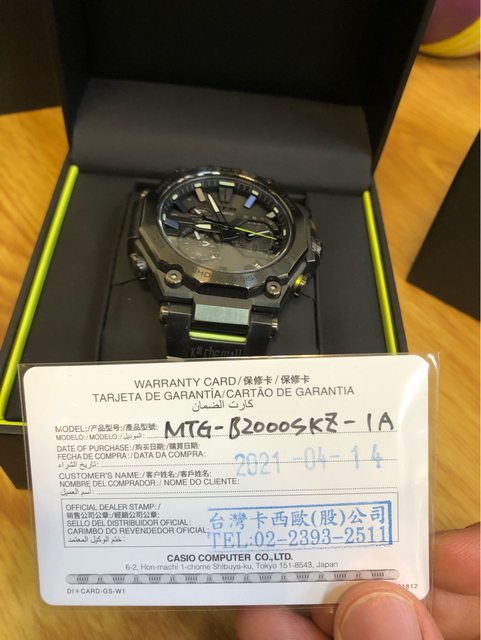 WARRANTY CARD/保修卡/保修卡
TARJETA DE GARANTÍA/CARTÃO DE GARANTIA
كارت الضمان
MODEL:/产品型号:/產品型號:
MODELO:/MODELO:/الموديل: MTG-B2000SKZ-1A
DATE OF PURCHASE:/购买日期:/購買日期:
FECHA DE COMPRA:/DATA DA COMPRA: 2021-04-14
تاريخ الشراء:
CUSTOMER'S NAME:/客户姓名:/客戶姓名:
NOMBRE DEL COMPRADOR:/NOME DO CLIENTE:
أسم العميل:
OFFICIAL DEALER STAMP:/
销售公司章:/經銷公司章:
SELLO DEL DISTRIBUIDOR OFICIAL:
CARIMBO DO REVENDEDOR OFICIAL:
ختم الوكيل المعتمد:
台灣卡西歐(股)公司
TEL:02-2393-2511
CASIO COMPUTER CO.,LTD.
6-2, Hon-machi 1-chome Shibuya-ku, Tokyo 151-8543, Japan
DI✳CARD-GS-W1
1812